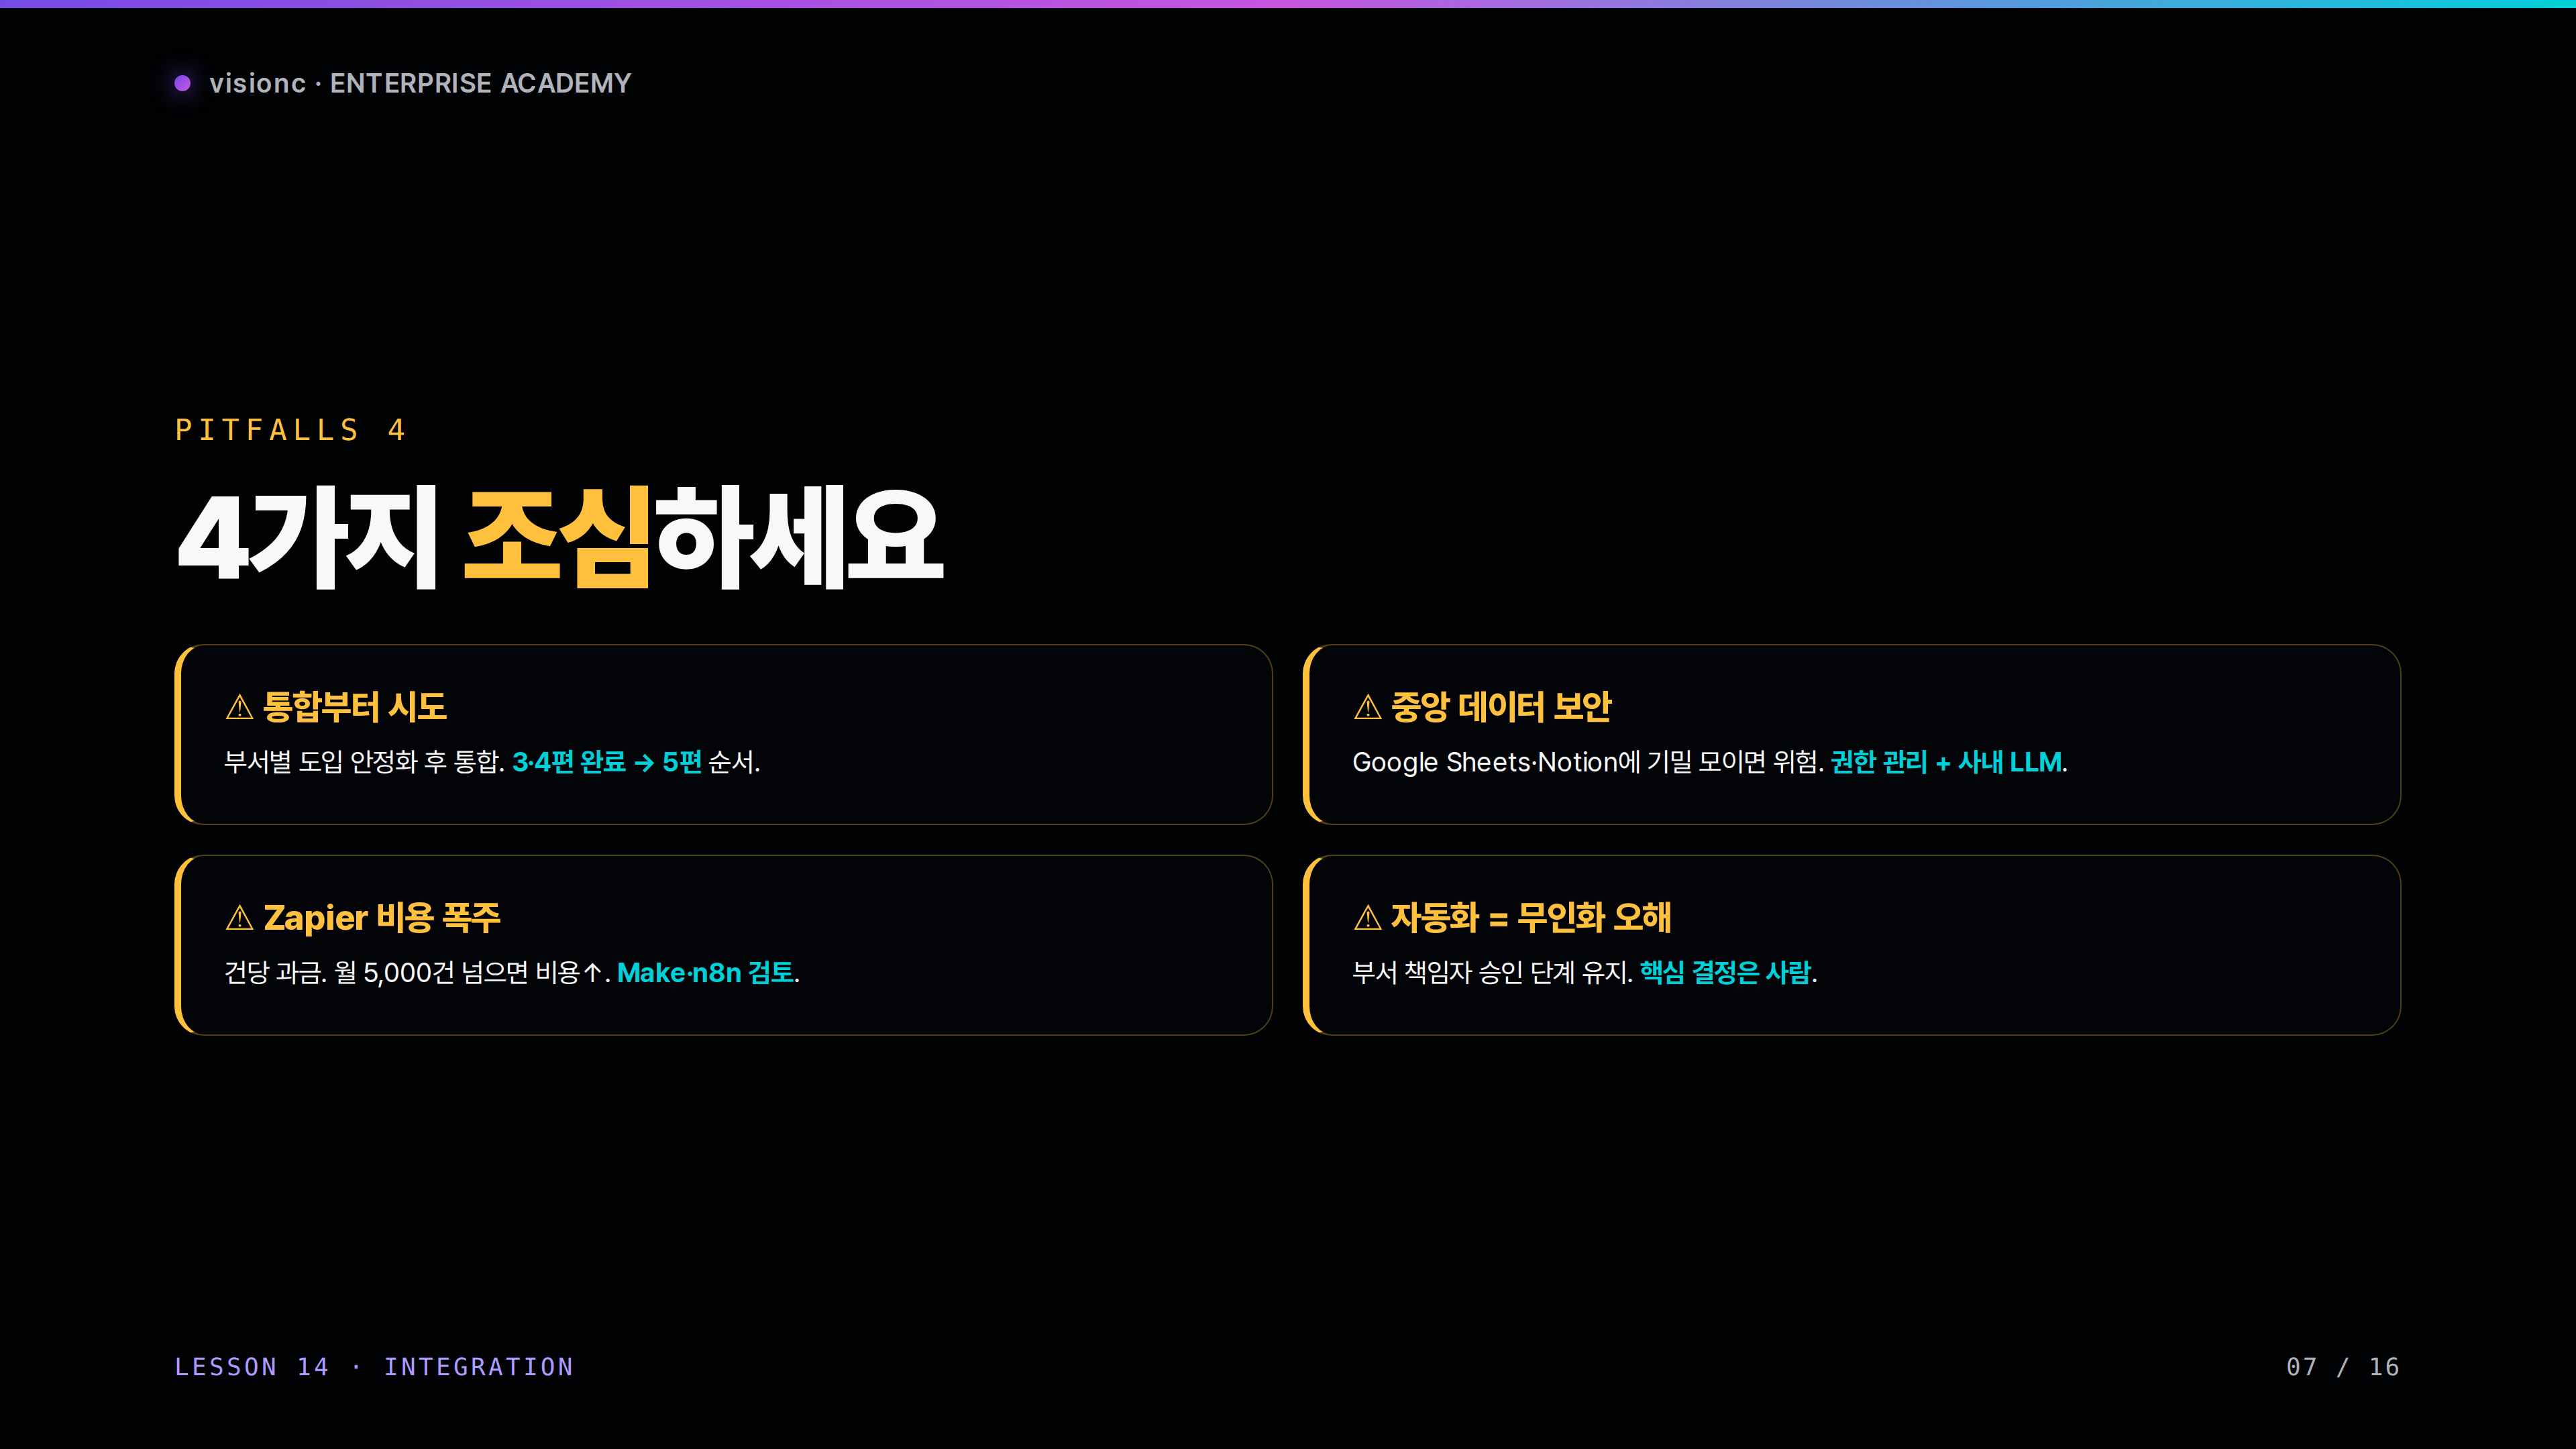 visionc · ENTERPRISE ACADEMY
PITFALLS 4
4가지 조심하세요
⚠ 통합부터 시도
부서별 도입 안정화 후 통합. 3·4편 완료 → 5편 순서.
⚠ 중앙 데이터 보안
Google Sheets·Notion에 기밀 모이면 위험. 권한 관리 + 사내 LLM.
⚠ Zapier 비용 폭주
건당 과금. 월 5,000건 넘으면 비용↑. Make·n8n 검토.
⚠ 자동화 = 무인화 오해
부서 책임자 승인 단계 유지. 핵심 결정은 사람.
LESSON 14 · INTEGRATION
07 / 16